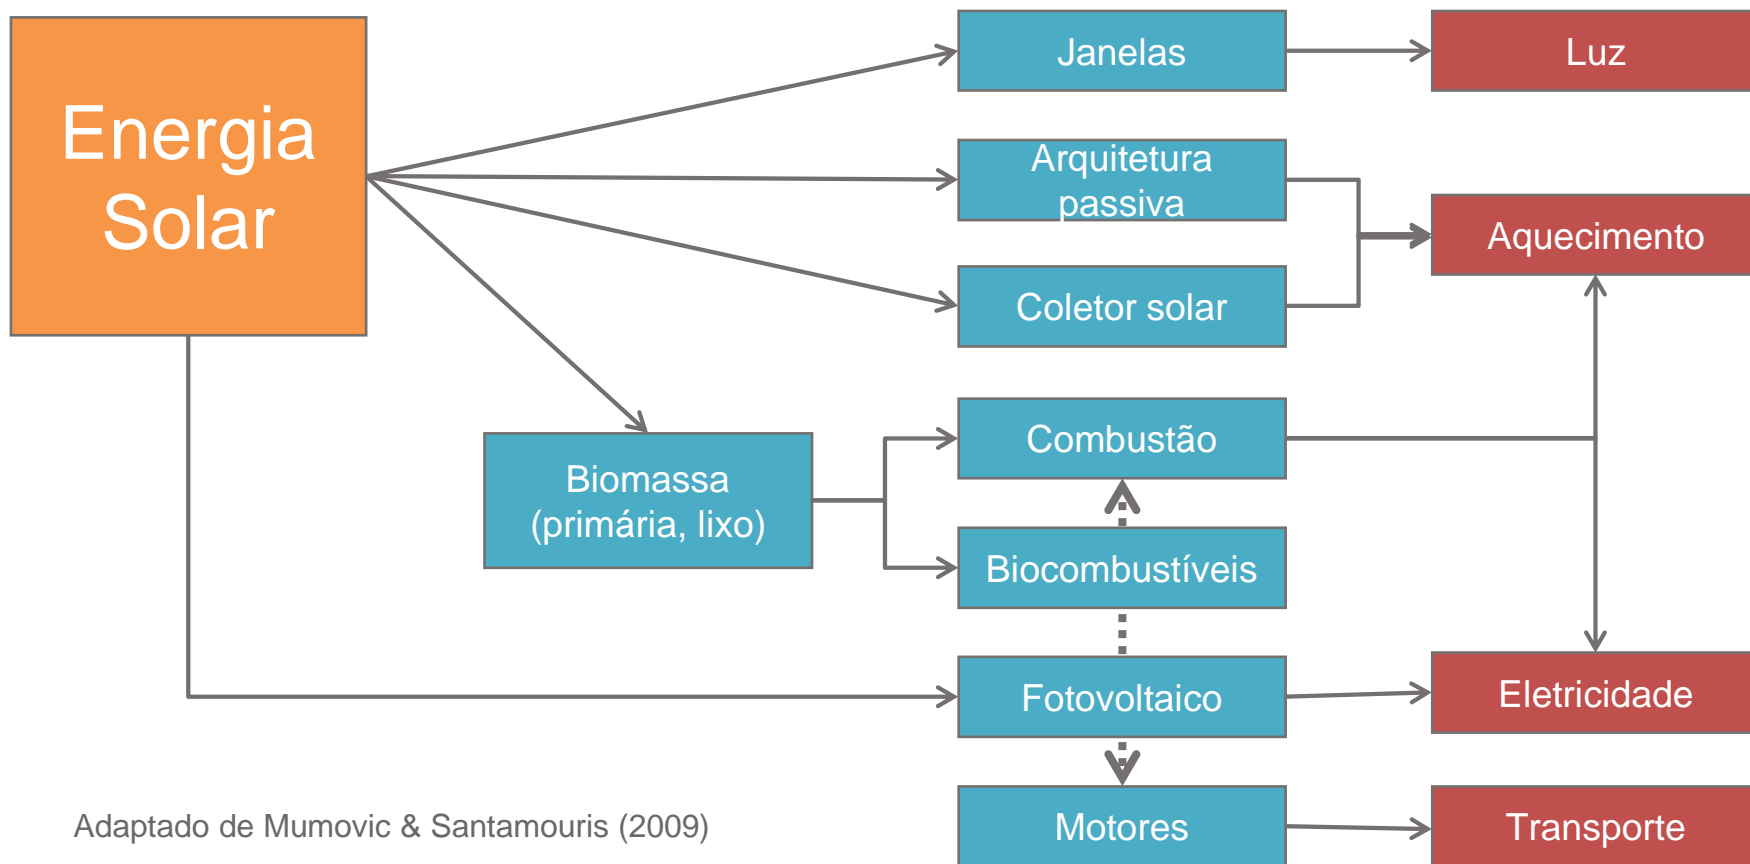 Energia
Solar
Janelas
Luz
Arquitetura
passiva
Aquecimento
Coletor solar
Combustão
Biomassa
(primária, lixo)
Biocombustíveis
Fotovoltaico
Eletricidade
Motores
Transporte
Adaptado de Mumovic & Santamouris (2009)